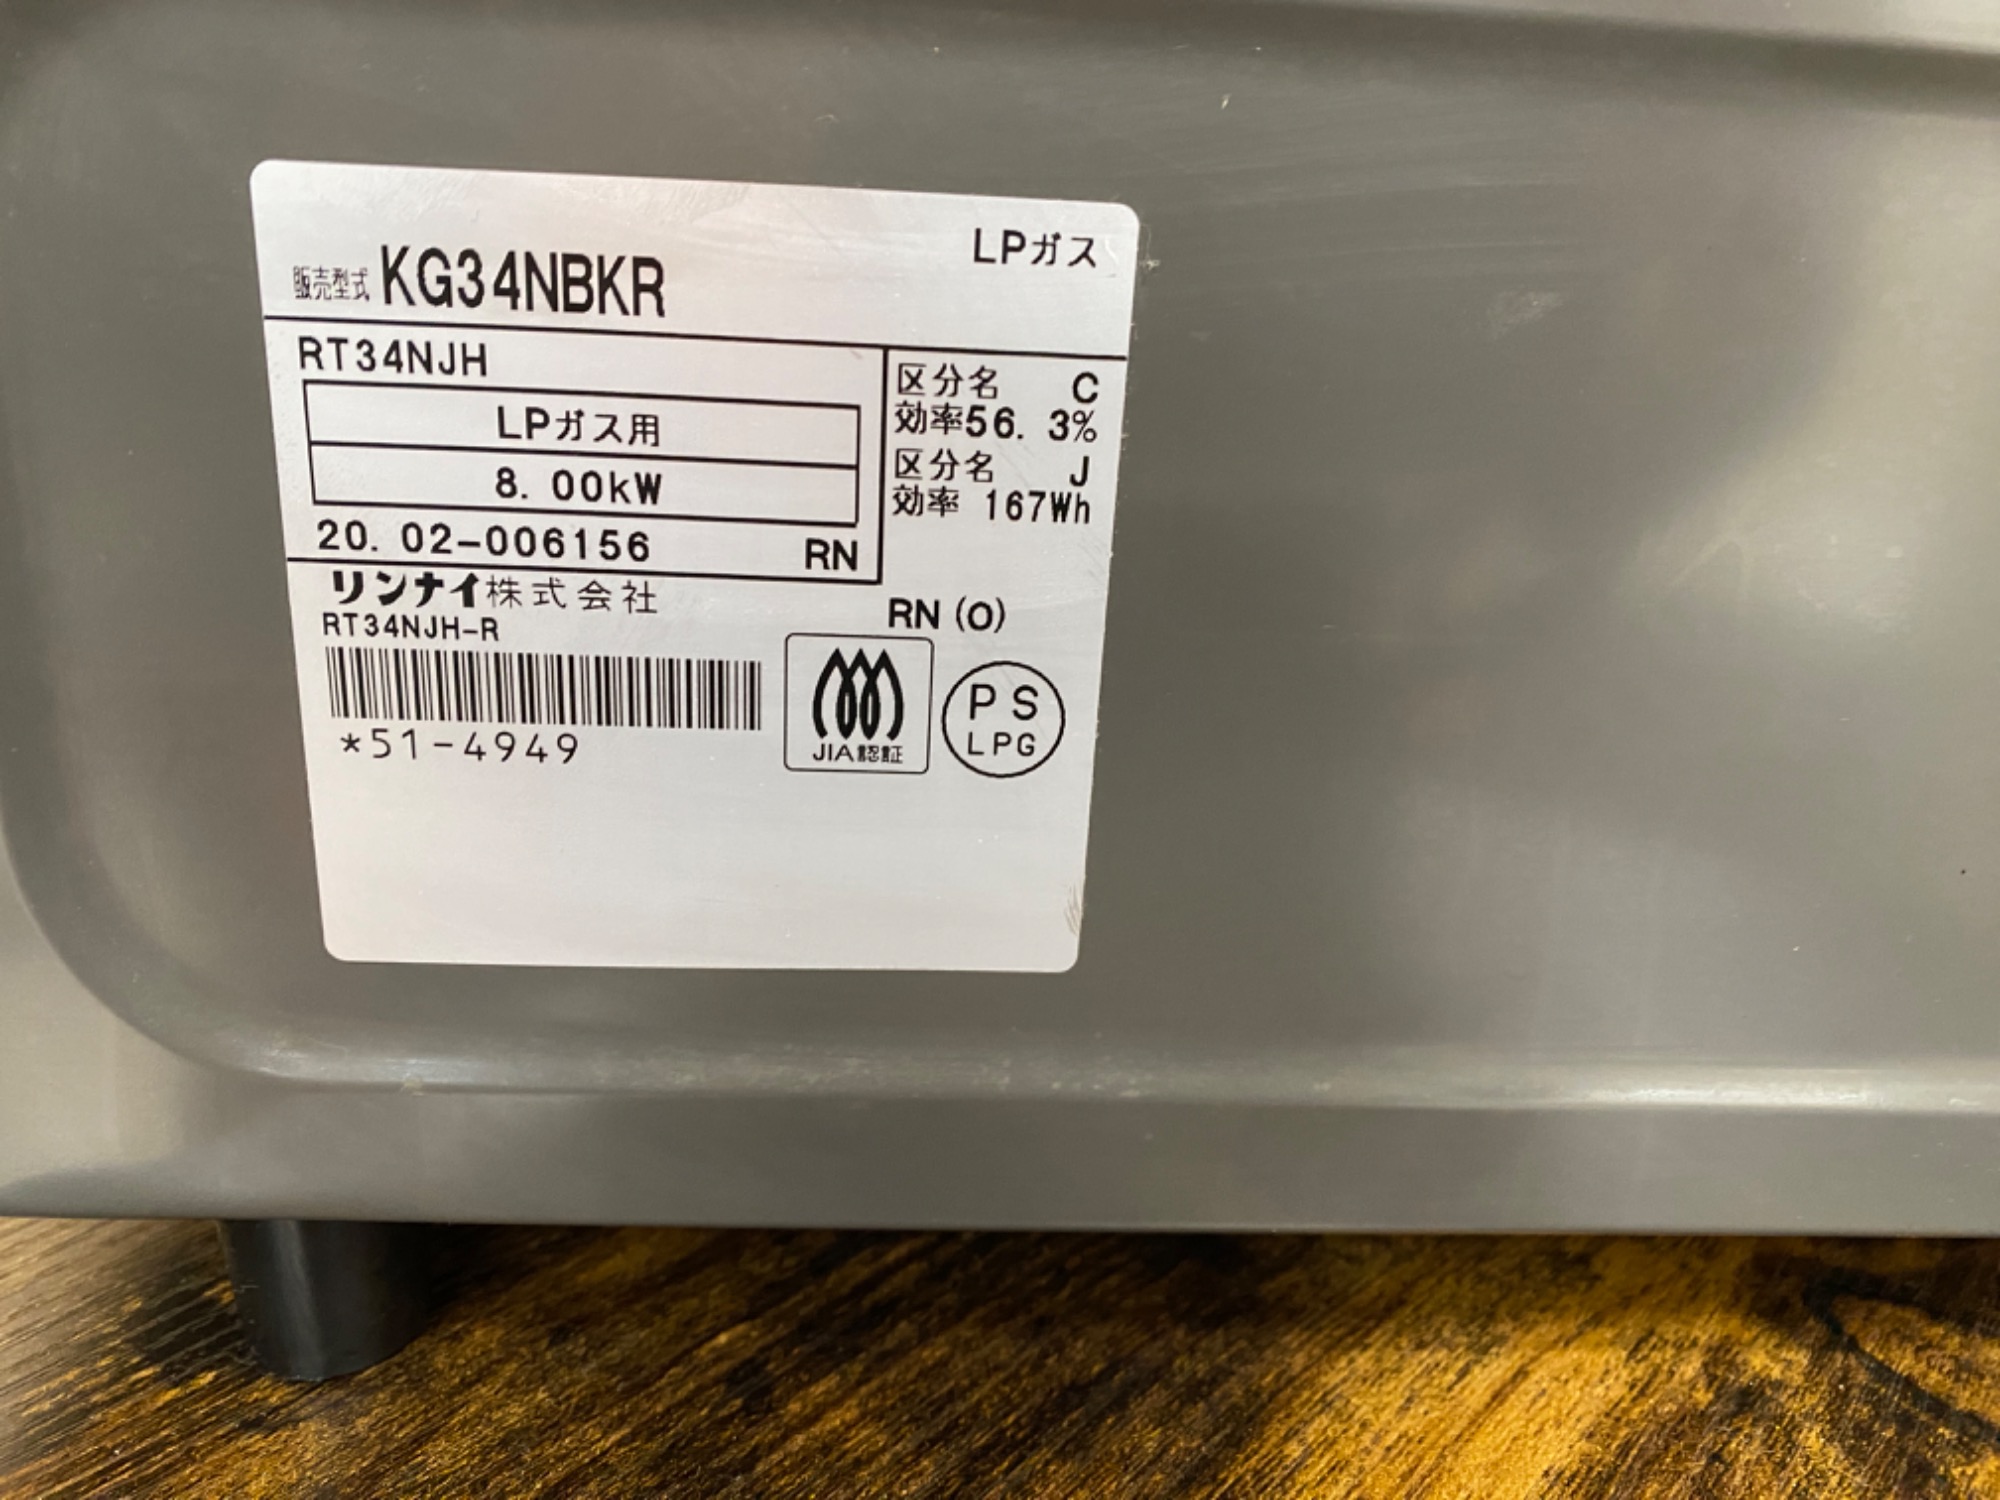 LPガス
販売型式 KG34NBKR
RT34NJH
LPガス用
8.00kW
20.02-006156 RN
区分名 C
効率56.3%
区分名 J
効率 167Wh
リンナイ株式会社
RT34NJH-R
*51-4949
RN (O)
JIA認証
PS
LPG